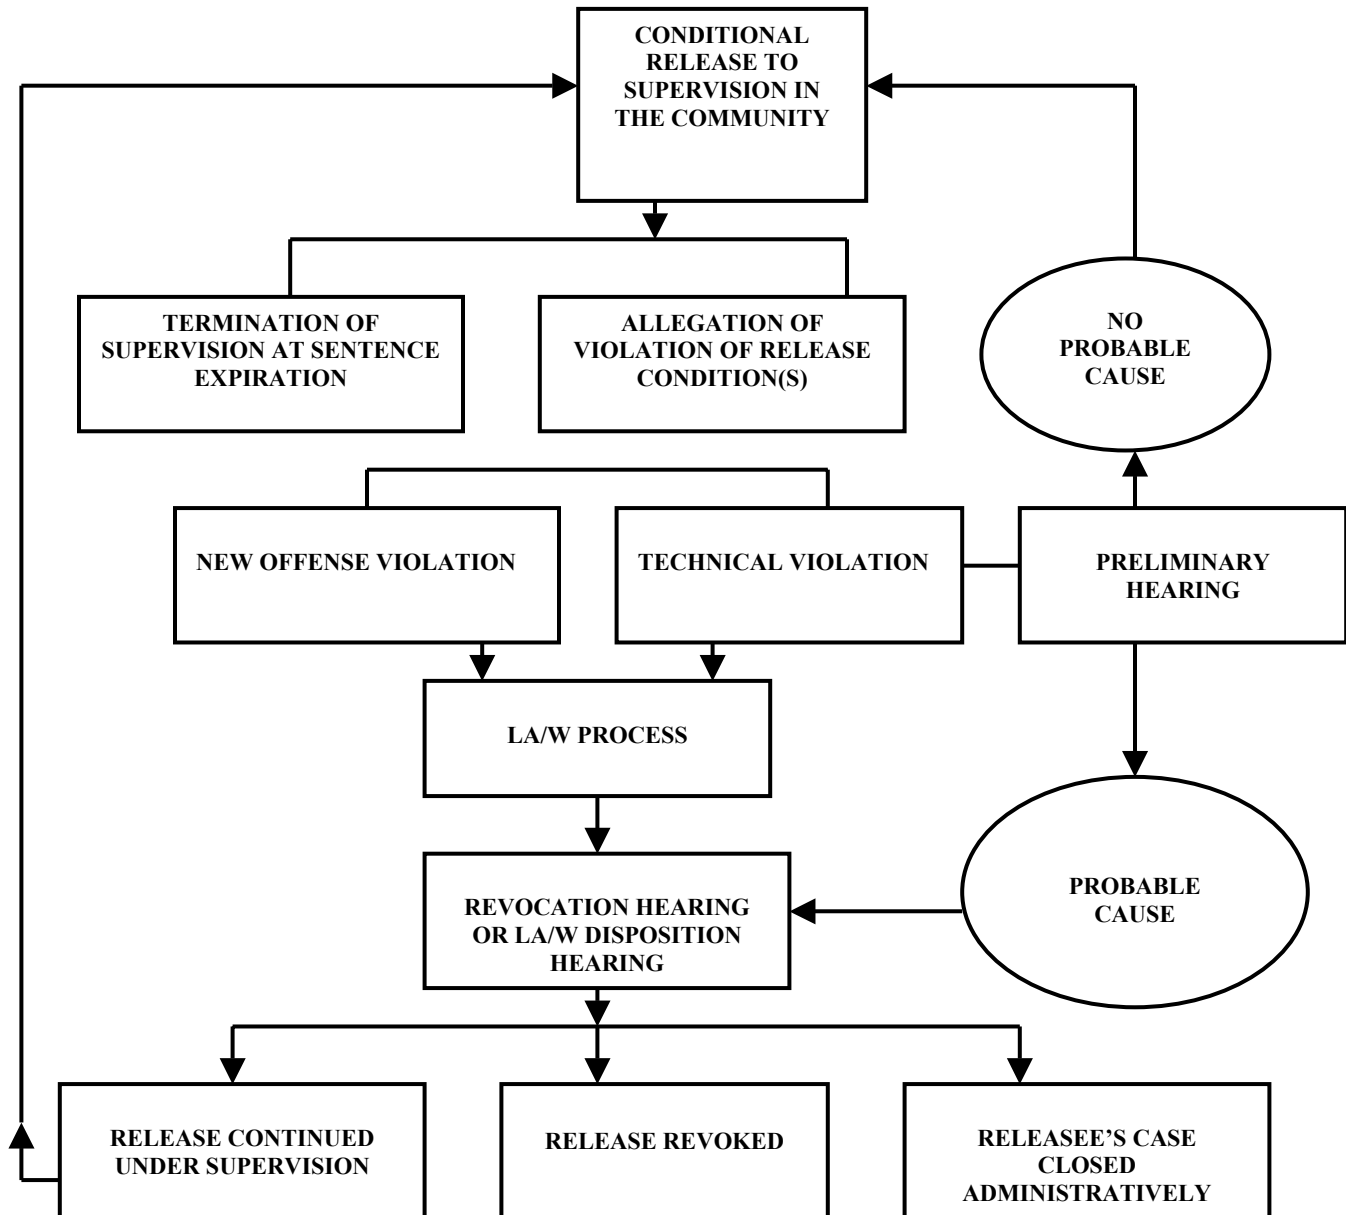 CONDITIONAL
RELEASE TO
SUPERVISION IN
THE COMMUNITY
TERMINATION OF
SUPERVISION AT SENTENCE
EXPIRATION
ALLEGATION OF
VIOLATION OF RELEASE
CONDITION(S)
NO
PROBABLE
CAUSE
NEW OFFENSE VIOLATION
TECHNICAL VIOLATION
PRELIMINARY
HEARING
LA/W PROCESS
REVOCATION HEARING
OR LA/W DISPOSITION
HEARING
PROBABLE
CAUSE
RELEASE CONTINUED
UNDER SUPERVISION
RELEASE REVOKED
RELEASEE’S CASE
CLOSED
ADMINISTRATIVELY